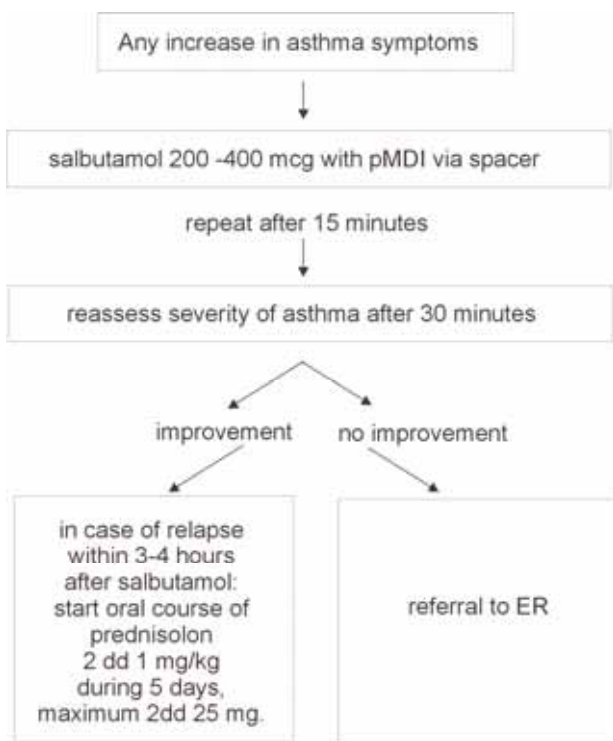 Any increase in asthma symptoms
salbutamol 200 -400 mcg with pMDI via spacer
repeat after 15 minutes
reassess severity of asthma after 30 minutes
improvement
no improvement
in case of relapse
within 3-4 hours
after salbutamol:
start oral course of
prednisolon
2 dd 1 mg/kg
during 5 days,
maximum 2dd 25 mg.
referral to ER